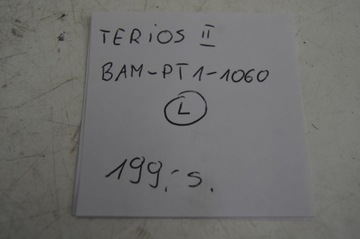 TERIOS II
BAM-PT1-1060
L
199,- s.